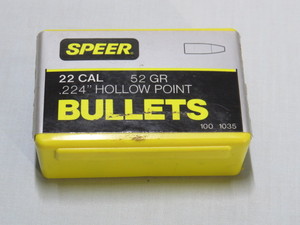 SPEER
22 CAL 52 GR
.224" HOLLOW POINT
BULLETS
100 1035